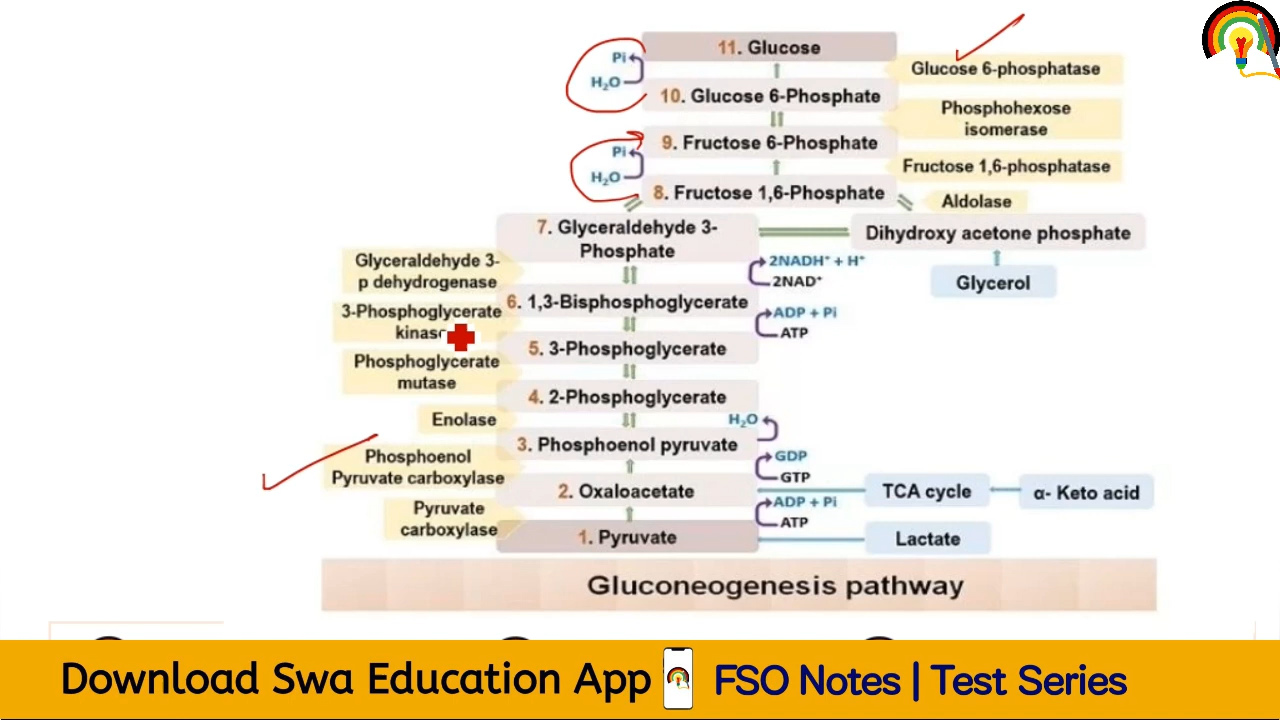 11. Glucose
Pi
H₂O
Glucose 6-phosphatase
10. Glucose 6-Phosphate
Phosphohexose
isomerase
9. Fructose 6-Phosphate
Pi
H₂O
Fructose 1,6-phosphatase
8. Fructose 1,6-Phosphate
Aldolase
7. Glyceraldehyde 3-
Phosphate
Dihydroxy acetone phosphate
Glycerol
Glyceraldehyde 3-
p dehydrogenase
2NADH⁺ + H⁺
2NAD⁺
6. 1,3-Bisphosphoglycerate
3-Phosphoglycerate
ADP + Pi
ATP
5. 3-Phosphoglycerate
Phosphoglycerate
mutase
4. 2-Phosphoglycerate
Enolase
H₂O
3. Phosphoenol pyruvate
Phosphoenol
Pyruvate carboxylase
GDP
GTP
2. Oxaloacetate
TCA cycle
α- Keto acid
Pyruvate
carboxylase
ADP + Pi
ATP
1. Pyruvate
Lactate
Gluconeogenesis pathway
Download Swa Education App
FSO Notes | Test Series